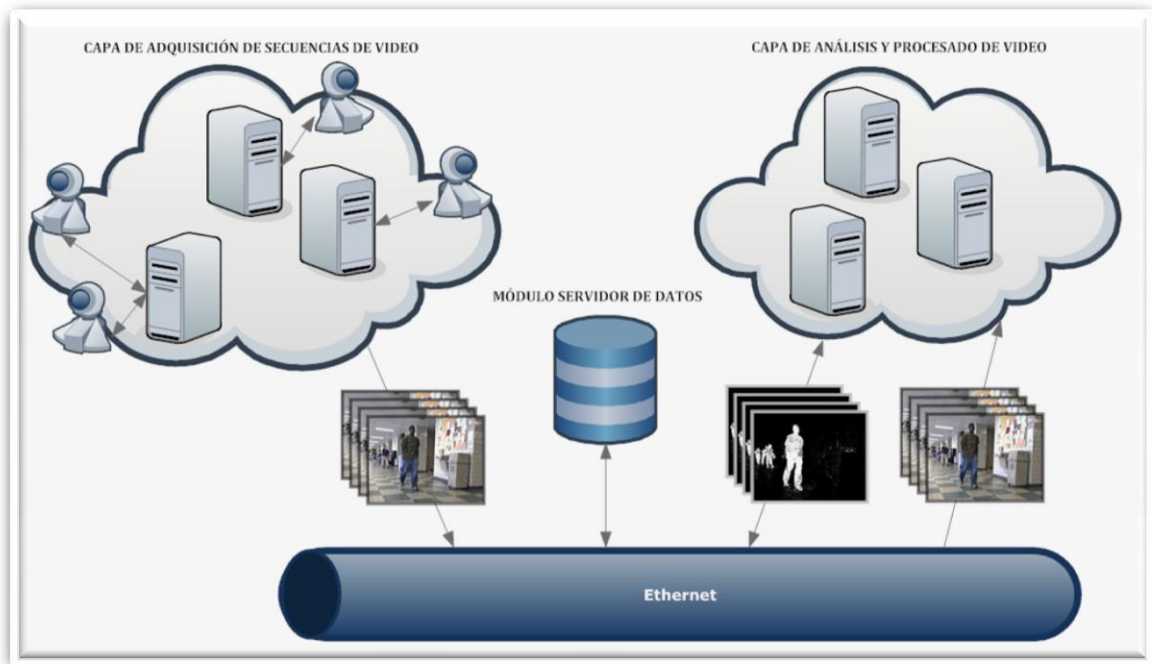 CAPA DE ADQUISICIÓN DE SECUENCIAS DE VIDEO
CAPA DE ANÁLISIS Y PROCESADO DE VIDEO
MÓDULO SERVIDOR DE DATOS
Ethernet